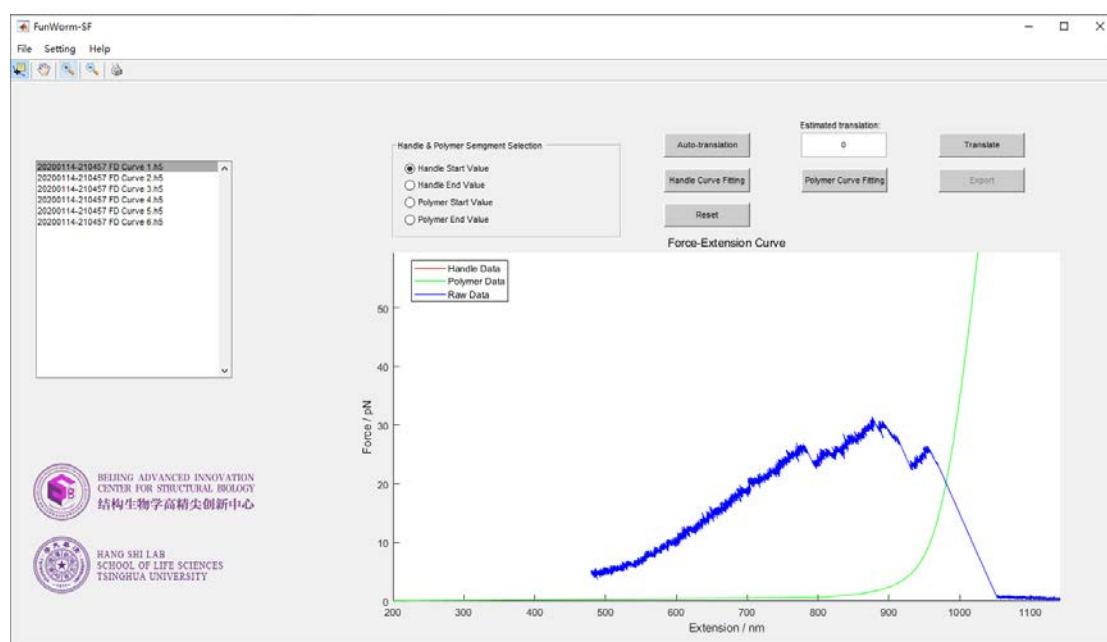 FunWorm-SF
File Setting Help
20200114-210457 FD Curve 1.h5
20200114-210457 FD Curve 2.h5
20200114-210457 FD Curve 3.h5
20200114-210457 FD Curve 4.h5
20200114-210457 FD Curve 5.h5
20200114-210457 FD Curve 6.h5
Handle & Polymer Semgment Selection
Handle Start Value
Handle End Value
Polymer Start Value
Polymer End Value
Estimated translation:
Auto-translation
0
Translate
Handle Curve Fitting
Polymer Curve Fitting
Export
Reset
Force-Extension Curve
Handle Data
Polymer Data
Raw Data
Force / pN
50
40
30
20
10
0
200 300 400 500 600 700 800 900 1000 1100
Extension / nm
BEIJING ADVANCED INNOVATION
CENTER FOR STRUCTURAL BIOLOGY
结构生物学高精尖创新中心
HANG SHI LAB
SCHOOL OF LIFE SCIENCES
TSINGHUA UNIVERSITY